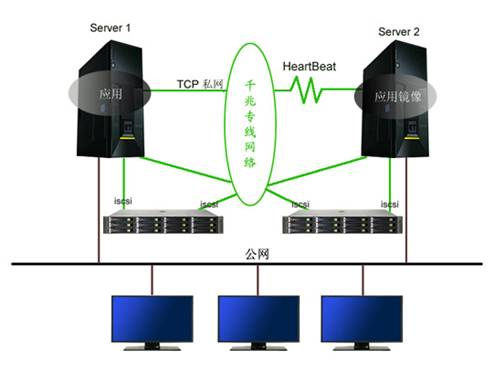 Server 1
Server 2
HeartBeat
TCP 私网
应用
千兆专线网络
应用镜像
iscsi
iscsi
iscsi
iscsi
公网